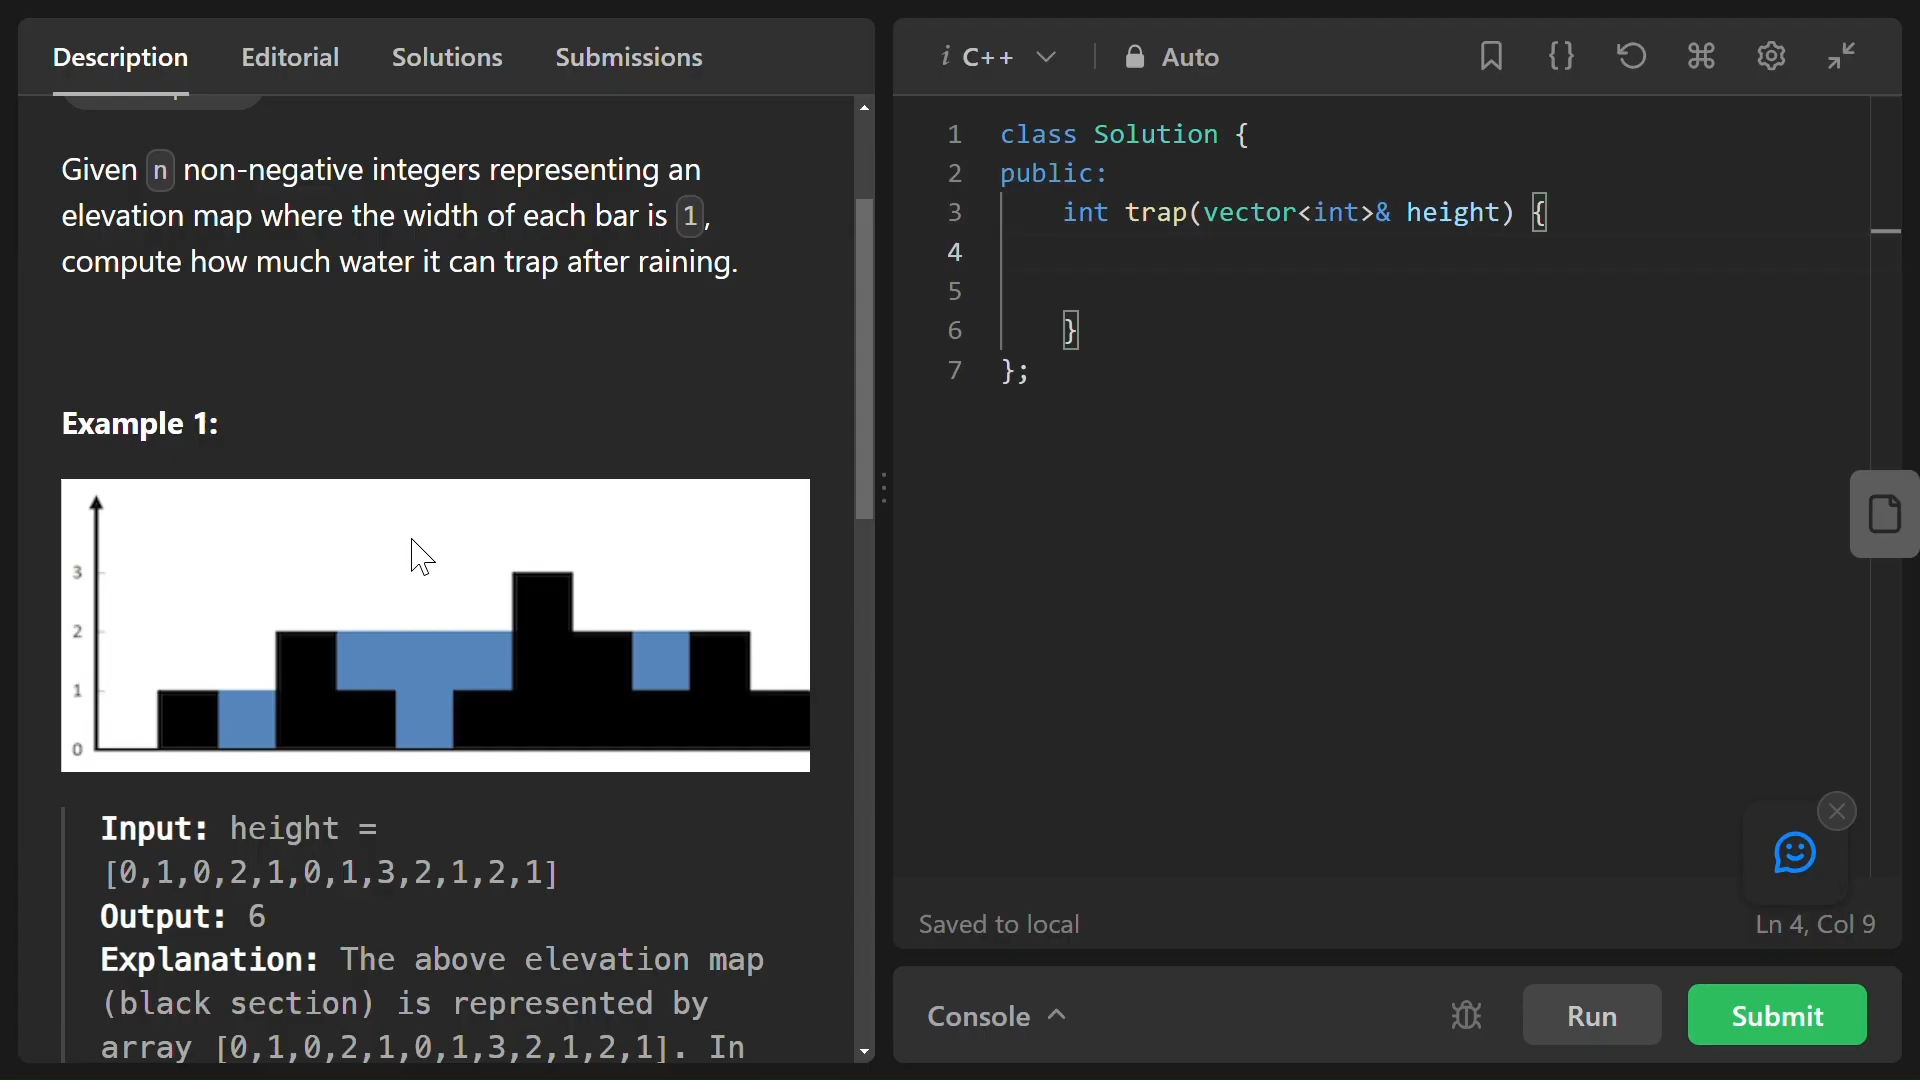 Description Editorial Solutions Submissions
Given n non-negative integers representing an
elevation map where the width of each bar is 1,
compute how much water it can trap after raining.
Example 1:
3
2
1
0
Input: height =
[0,1,0,2,1,0,1,3,2,1,2,1]
Output: 6
Explanation: The above elevation map
(black section) is represented by
array [0,1,0,2,1,0,1,3,2,1,2,1]. In
i C++ Auto
1 class Solution {
2 public:
3 int trap(vector<int>& height) {
4
5
6 }
7 };
Saved to local Ln 4, Col 9
Console Run Submit